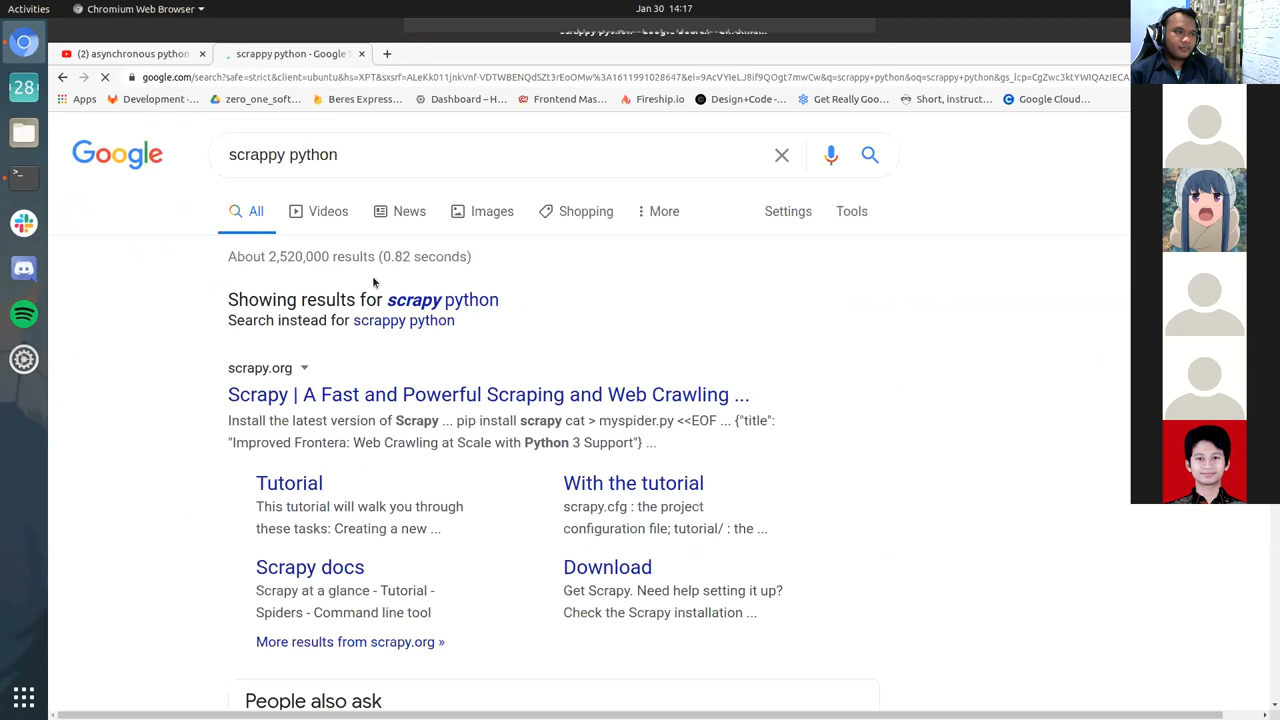 Activities
Chromium Web Browser
Jan 30 14:17
(2) asynchronous python
scrappy python - Google
Apps
Development -
zero_one_soft...
Beres Express...
Dashboard – H...
Frontend Mas...
Fireship.io
Design+Code -...
Get Really Goo...
Short, instruct...
Google Cloud...
28
Google
scrappy python
All
Videos
News
Images
Shopping
More
Settings
Tools
About 2,520,000 results (0.82 seconds)
Showing results for scrapy python
Search instead for scrappy python
scrapy.org
Scrapy | A Fast and Powerful Scraping and Web Crawling ...
Install the latest version of Scrapy ... pip install scrapy cat > myspider.py <<EOF ... {"title":
"Improved Frontera: Web Crawling at Scale with Python 3 Support"} ...
Tutorial
This tutorial will walk you through
these tasks: Creating a new ...
With the tutorial
scrapy.cfg : the project
configuration file; tutorial/ : the ...
Scrapy docs
Scrapy at a glance - Tutorial -
Spiders - Command line tool
Download
Get Scrapy. Need help setting it up?
Check the Scrapy installation ...
More results from scrapy.org »
People also ask